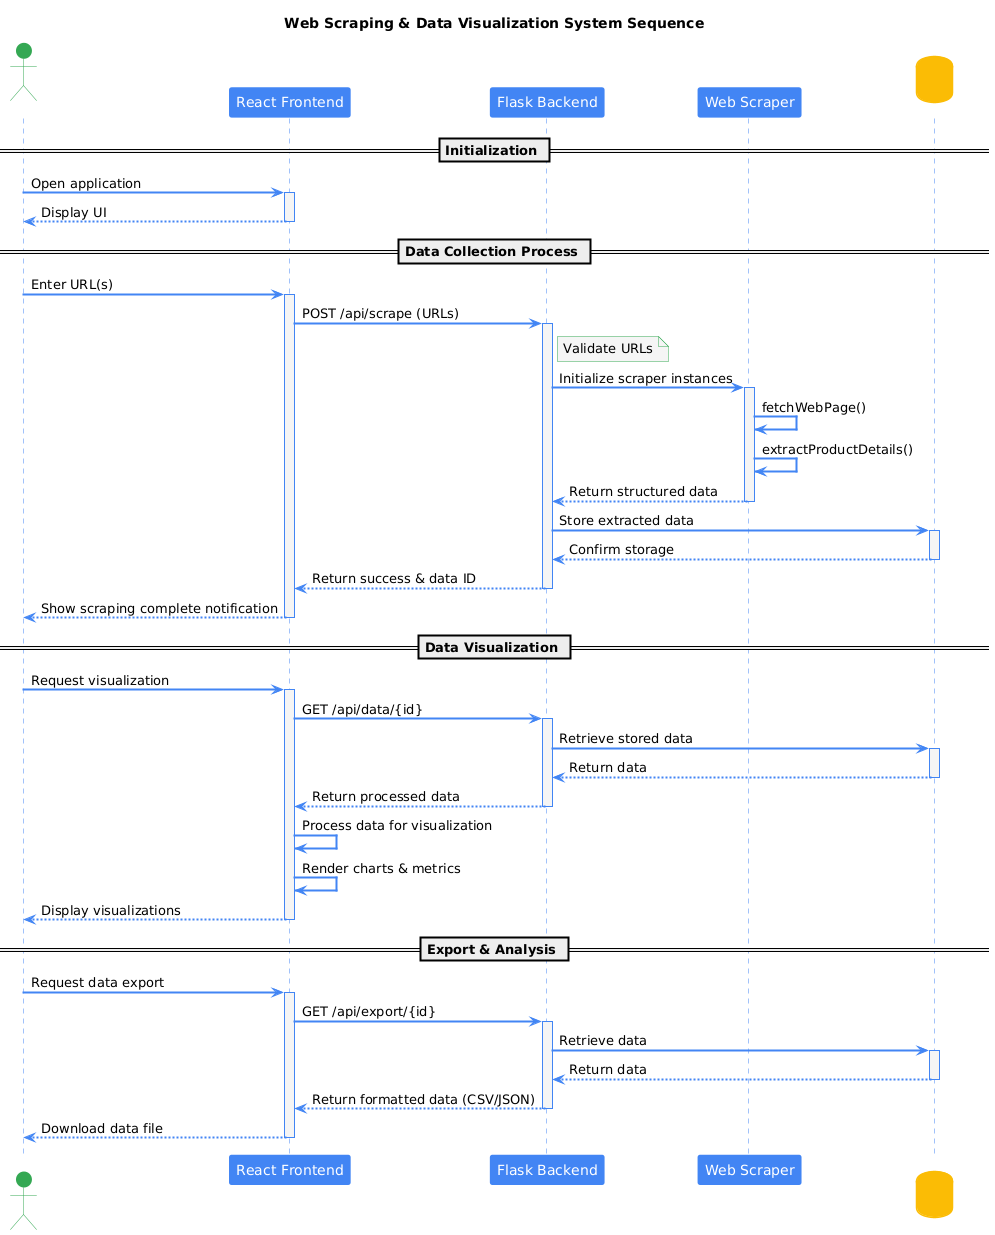 Web Scraping & Data Visualization System Sequence
React Frontend
Flask Backend
Web Scraper
Initialization
Open application
Display UI
Data Collection Process
Enter URL(s)
POST /api/scrape (URLs)
Validate URLs
Initialize scraper instances
fetchWebPage()
extractProductDetails()
Return structured data
Store extracted data
Confirm storage
Return success & data ID
Show scraping complete notification
Data Visualization
Request visualization
GET /api/data/{id}
Retrieve stored data
Return data
Return processed data
Process data for visualization
Render charts & metrics
Display visualizations
Export & Analysis
Request data export
GET /api/export/{id}
Retrieve data
Return data
Return formatted data (CSV/JSON)
Download data file
React Frontend
Flask Backend
Web Scraper